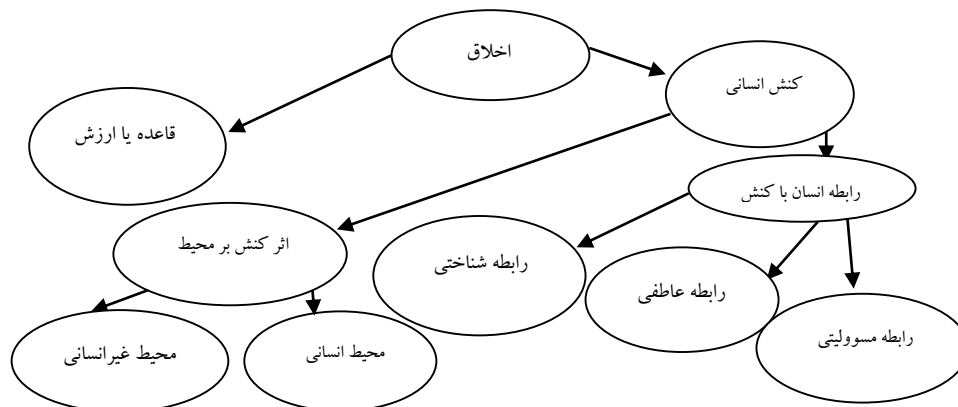 اخلاق
کنش انسانی
قاعده یا ارزش
رابطه انسان با کنش
اثر کنش بر محیط
رابطه شناختی
رابطه عاطفی
رابطه مسوولیتی
محیط انسانی
محیط غیرانسانی